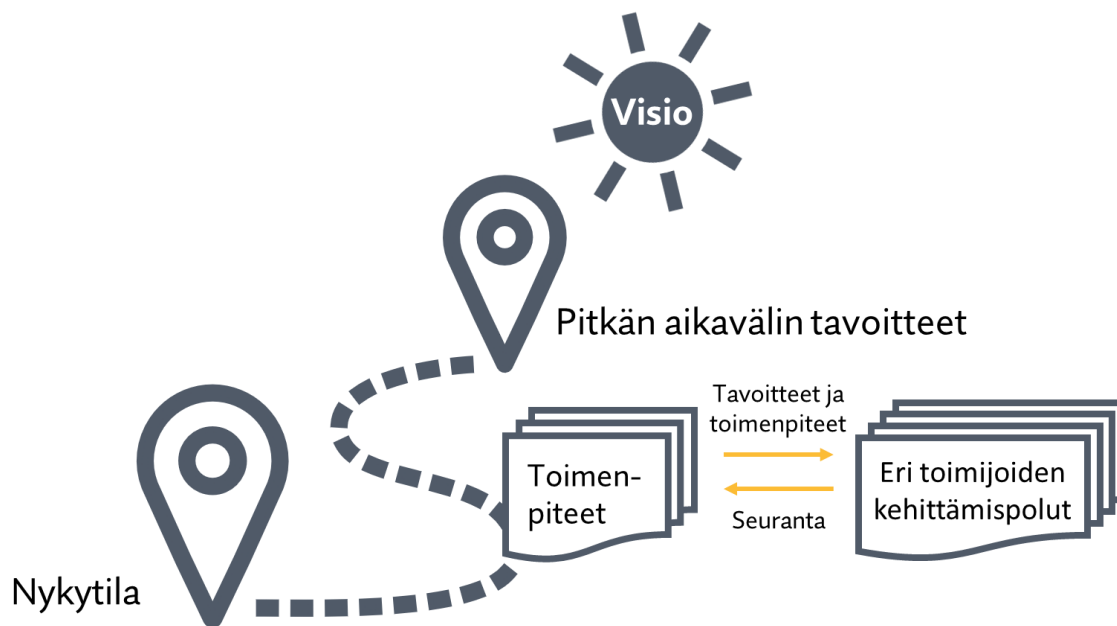 Visio
Pitkän aikavälin tavoitteet
Tavoitteet ja
toimenpiteet
Toimen-
piteet
Eri toimijoiden
kehittämispolut
Seuranta
Nykytila